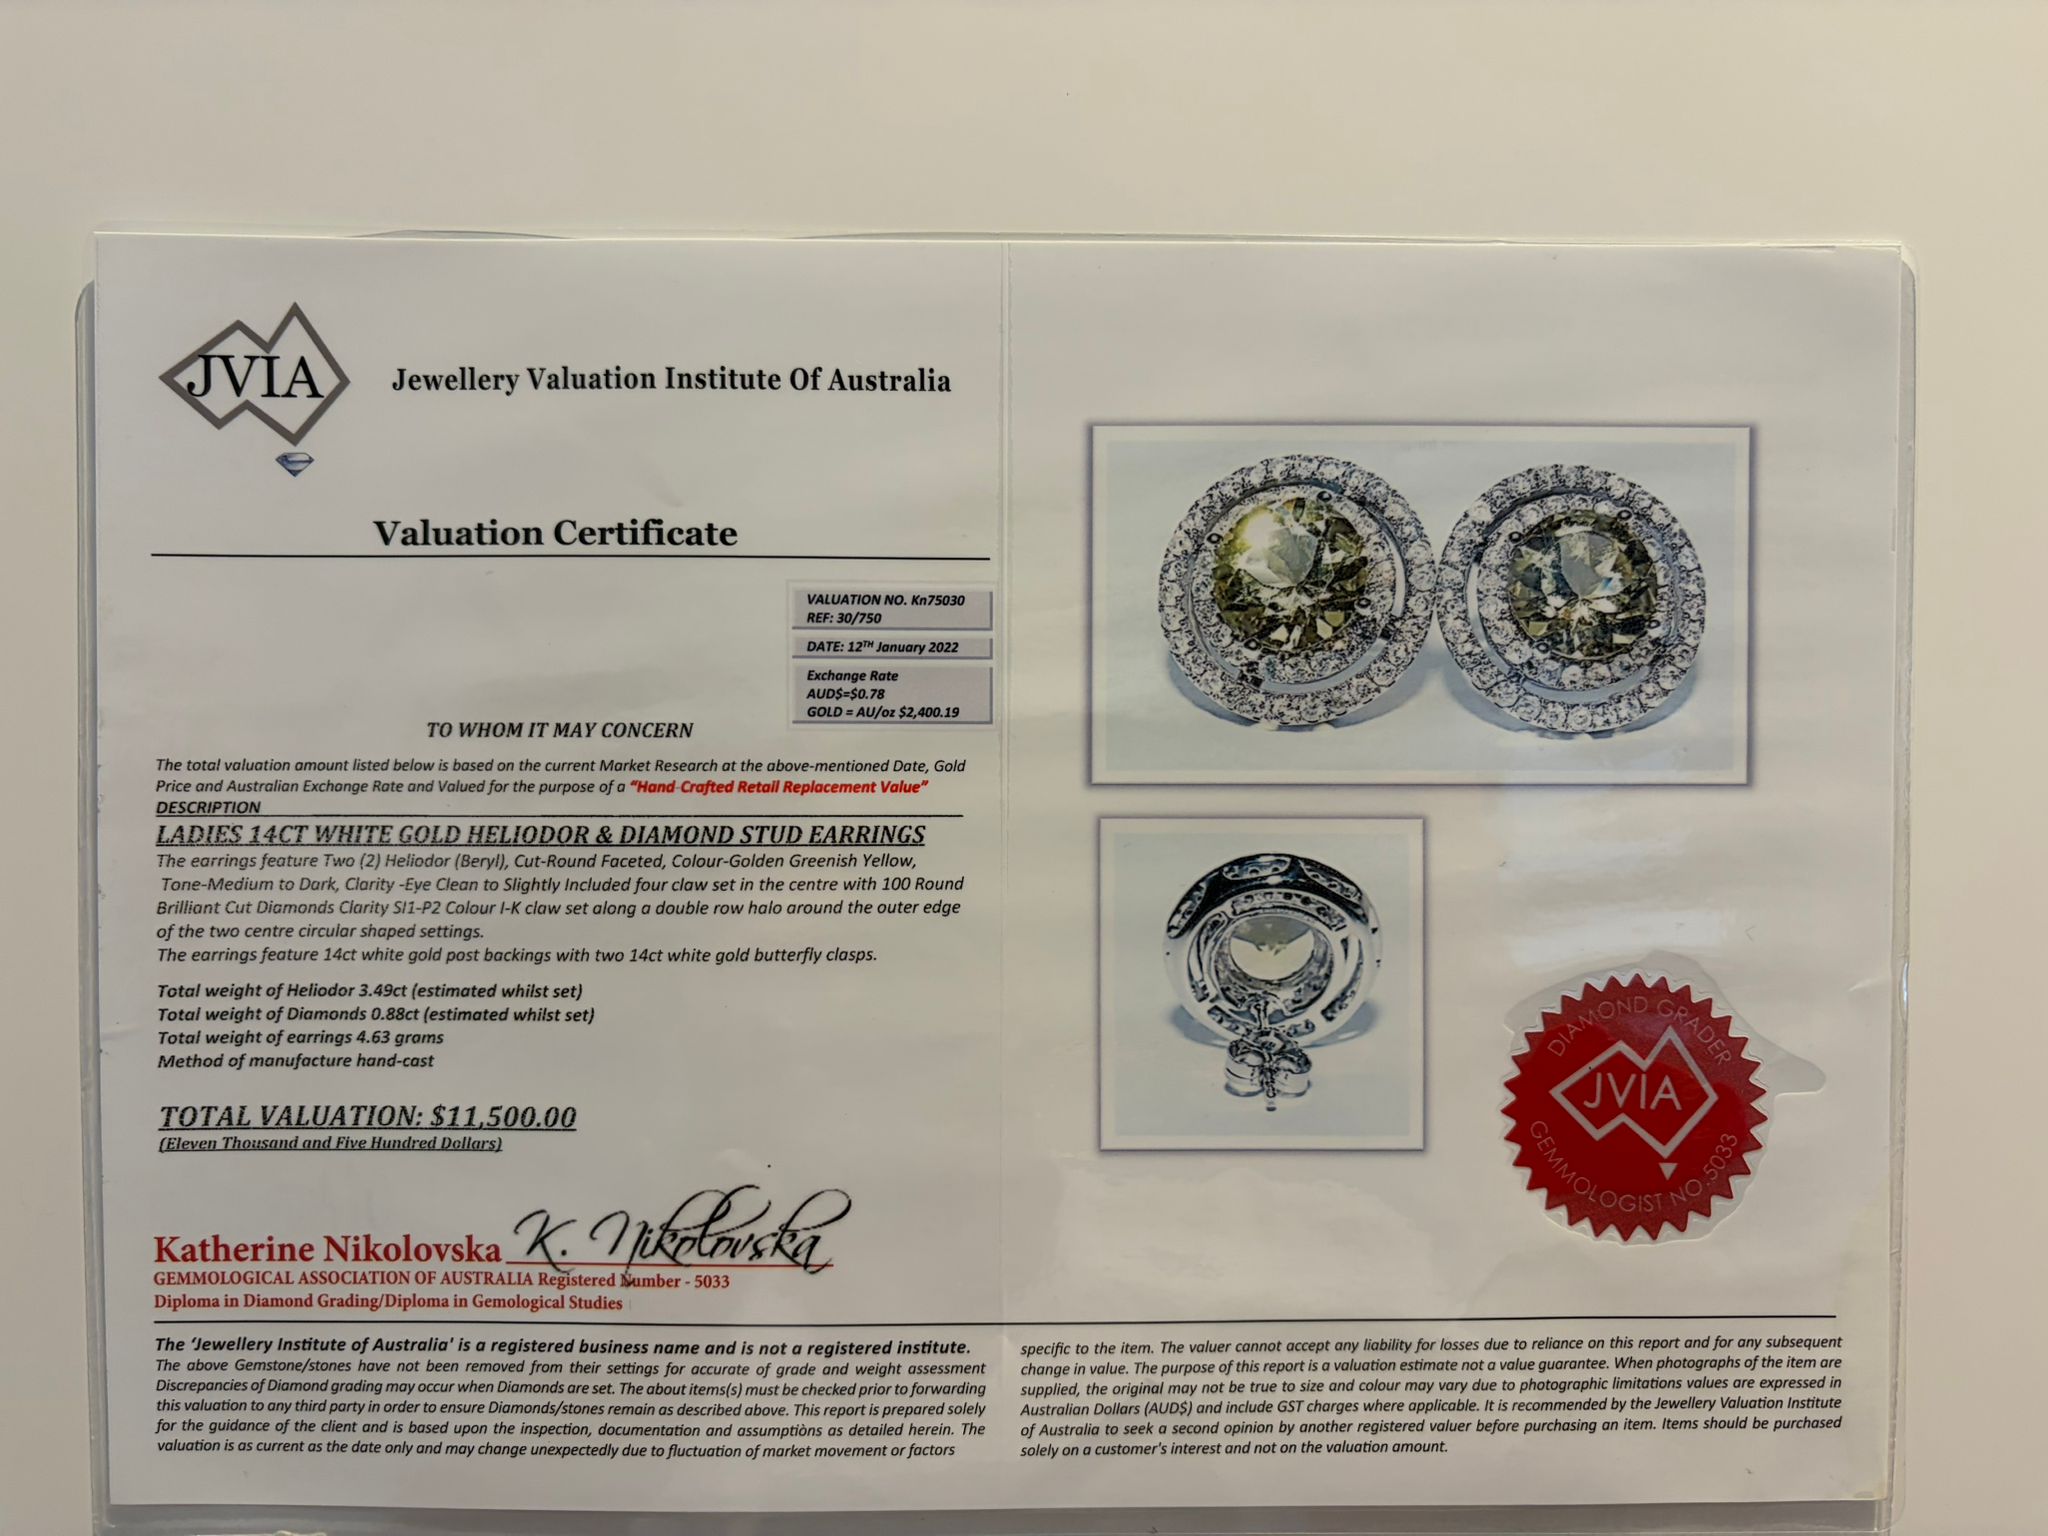 JVIA
Jewellery Valuation Institute Of Australia
Valuation Certificate
VALUATION NO. Kn75030
REF: 30/750
DATE: 12TH January 2022
Exchange Rate
AUD$=$0.78
GOLD = AU/oz $2,400.19
TO WHOM IT MAY CONCERN
The total valuation amount listed below is based on the current Market Research at the above-mentioned Date, Gold
Price and Australian Exchange Rate and Valued for the purpose of a "Hand-Crafted Retail Replacement Value"
DESCRIPTION
LADIES 14CT WHITE GOLD HELIODOR & DIAMOND STUD EARRINGS
The earrings feature Two (2) Heliodor (Beryl), Cut-Round Faceted, Colour-Golden Greenish Yellow,
Tone-Medium to Dark, Clarity -Eye Clean to Slightly Included four claw set in the centre with 100 Round
Brilliant Cut Diamonds Clarity SI1-P2 Colour I-K claw set along a double row halo around the outer edge
of the two centre circular shaped settings.
The earrings feature 14ct white gold post backings with two 14ct white gold butterfly clasps.
Total weight of Heliodor 3.49ct (estimated whilst set)
Total weight of Diamonds 0.88ct (estimated whilst set)
Total weight of earrings 4.63 grams
Method of manufacture hand-cast
TOTAL VALUATION: $11,500.00
(Eleven Thousand and Five Hundred Dollars)
Katherine Nikolovska K. Nikolovska
GEMMOLOGICAL ASSOCIATION OF AUSTRALIA Registered Number - 5033
Diploma in Diamond Grading/Diploma in Gemological Studies
The 'Jewellery Institute of Australia' is a registered business name and is not a registered institute.
The above Gemstone/stones have not been removed from their settings for accurate of grade and weight assessment
Discrepancies of Diamond grading may occur when Diamonds are set. The about items(s) must be checked prior to forwarding
this valuation to any third party in order to ensure Diamonds/stones remain as described above. This report is prepared solely
for the guidance of the client and is based upon the inspection, documentation and assumptiòns as detailed herein. The
valuation is as current as the date only and may change unexpectedly due to fluctuation of market movement or factors
DIAMOND GRADER
JVIA
GEMMOLOGIST NO.5033
specific to the item. The valuer cannot accept any liability for losses due to reliance on this report and for any subsequent
change in value. The purpose of this report is a valuation estimate not a value guarantee. When photographs of the item are
supplied, the original may not be true to size and colour may vary due to photographic limitations values are expressed in
Australian Dollars (AUD$) and include GST charges where applicable. It is recommended by the Jewellery Valuation Institute
of Australia to seek a second opinion by another registered valuer before purchasing an item. Items should be purchased
solely on a customer's interest and not on the valuation amount.